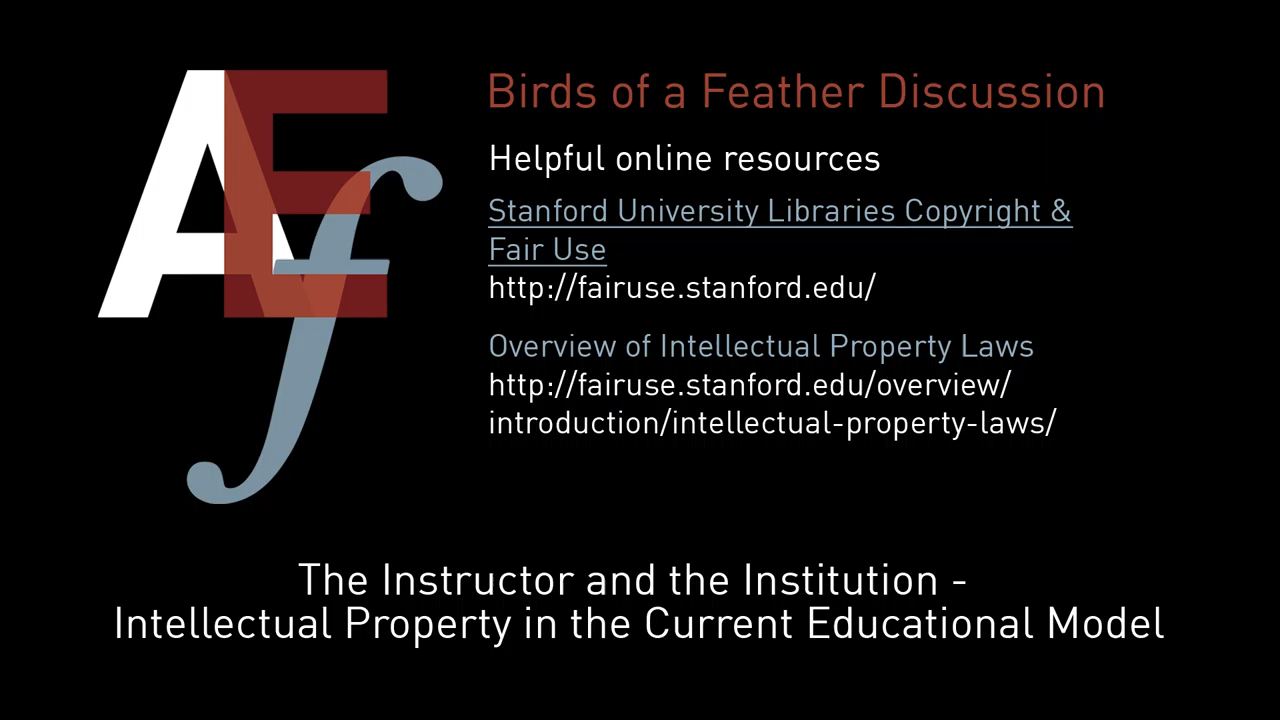 AEf
Birds of a Feather Discussion
Helpful online resources
Stanford University Libraries Copyright &
Fair Use
http://fairuse.stanford.edu/
Overview of Intellectual Property Laws
http://fairuse.stanford.edu/overview/
introduction/intellectual-property-laws/
The Instructor and the Institution -
Intellectual Property in the Current Educational Model